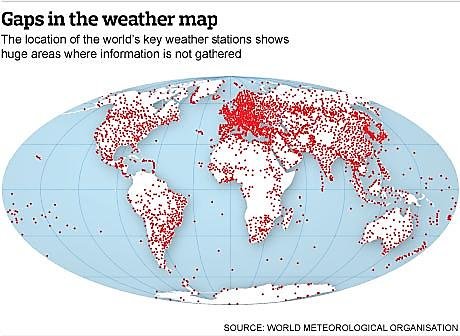 Gaps in the weather map
The location of the world's key weather stations shows
huge areas where information is not gathered
SOURCE: WORLD METEOROLOGICAL ORGANISATION